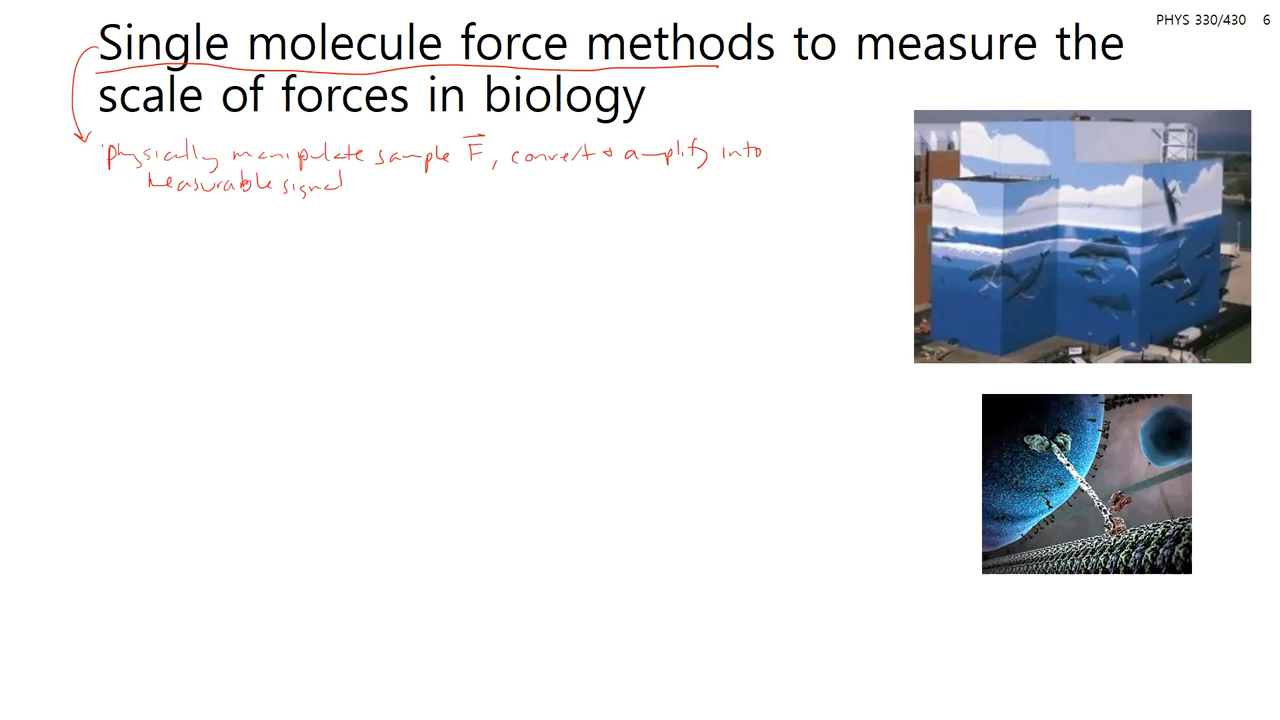 PHYS 330/430 6
Single molecule force methods to measure the
scale of forces in biology
physically manipulate sample F⃗, convert & amplify into
measurable signal